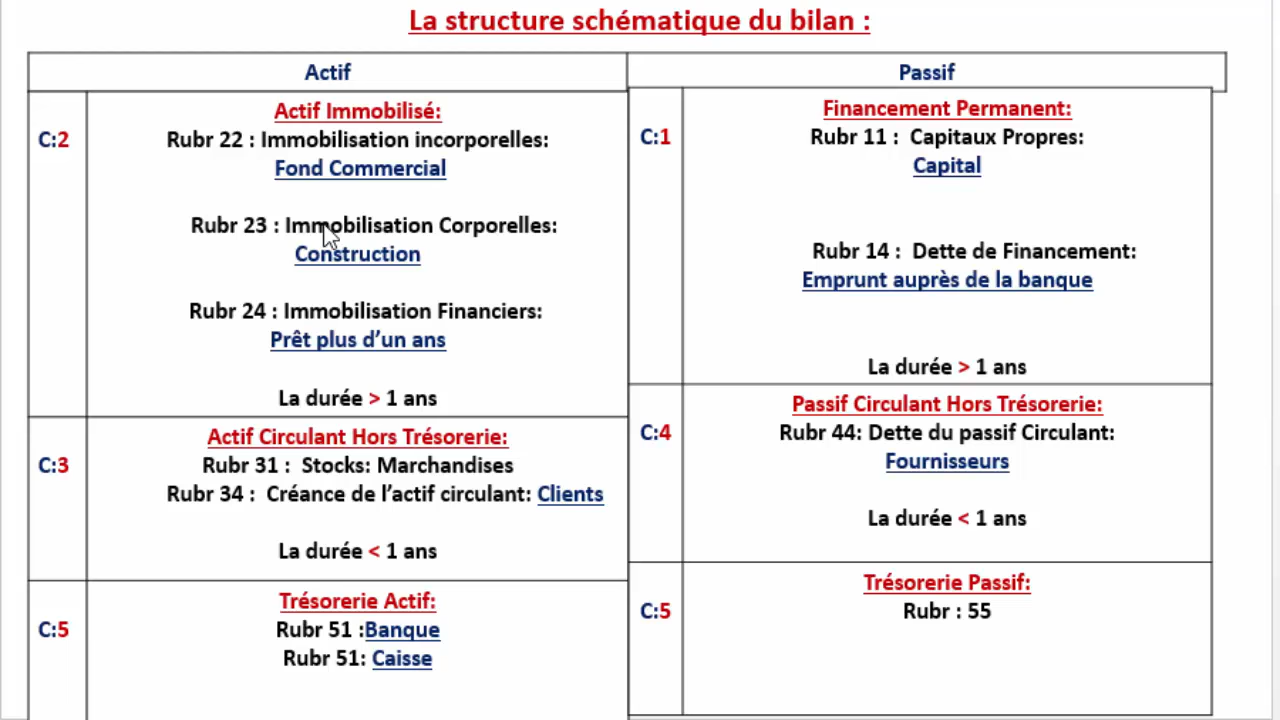 La structure schématique du bilan :
Actif
Passif
C:2
Actif Immobilisé:
Rubr 22 : Immobilisation incorporelles:
Fond Commercial
Rubr 23 : Immobilisation Corporelles:
Construction
Rubr 24 : Immobilisation Financiers:
Prêt plus d’un ans
La durée > 1 ans
C:3
Actif Circulant Hors Trésorerie:
Rubr 31 : Stocks: Marchandises
Rubr 34 : Créance de l’actif circulant: Clients
La durée < 1 ans
C:5
Trésorerie Actif:
Rubr 51 :Banque
Rubr 51: Caisse
C:1
Financement Permanent:
Rubr 11 : Capitaux Propres:
Capital
Rubr 14 : Dette de Financement:
Emprunt auprès de la banque
La durée > 1 ans
C:4
Passif Circulant Hors Trésorerie:
Rubr 44: Dette du passif Circulant:
Fournisseurs
La durée < 1 ans
C:5
Trésorerie Passif:
Rubr : 55